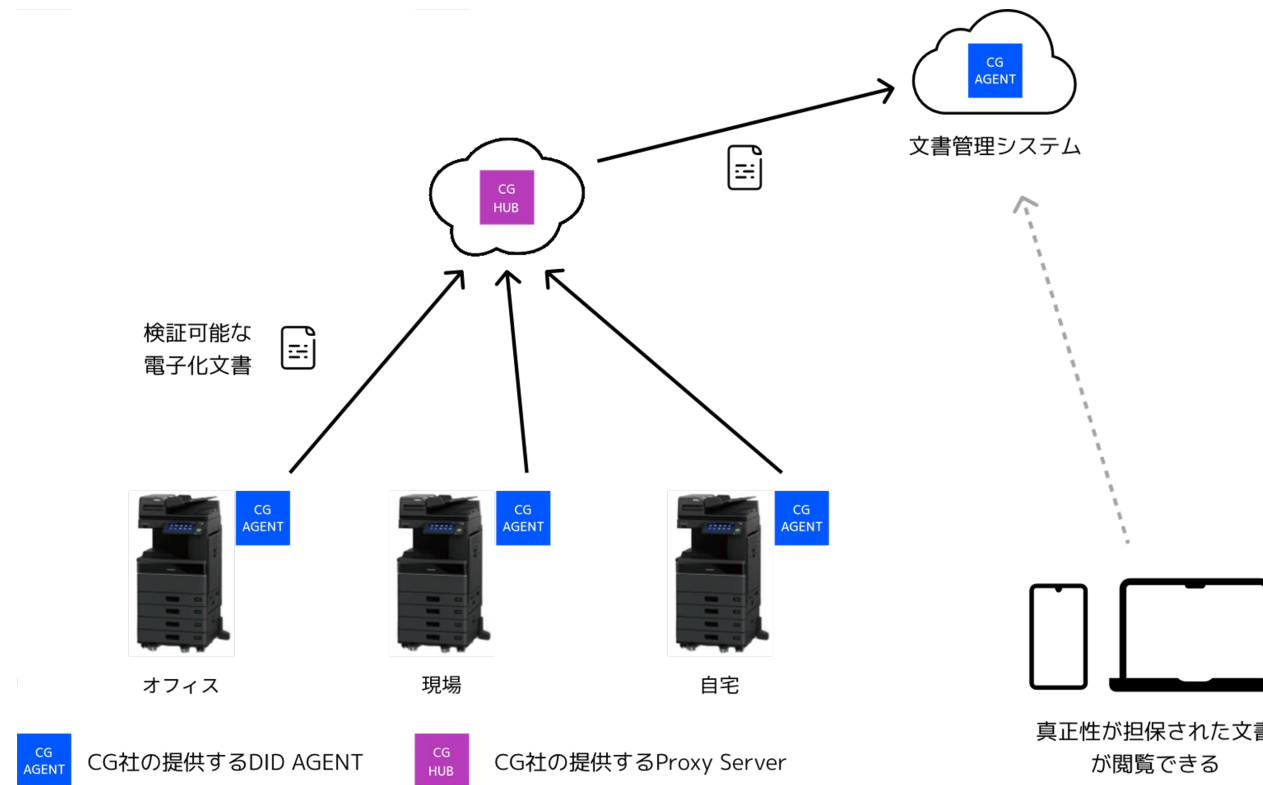 CG
AGENT
文書管理システム
CG
HUB
検証可能な
電子化文書
CG
AGENT
CG
AGENT
CG
AGENT
オフィス
現場
自宅
真正性が担保された文書
が閲覧できる
CG
AGENT
CG社の提供するDID AGENT
CG
HUB
CG社の提供するProxy Server